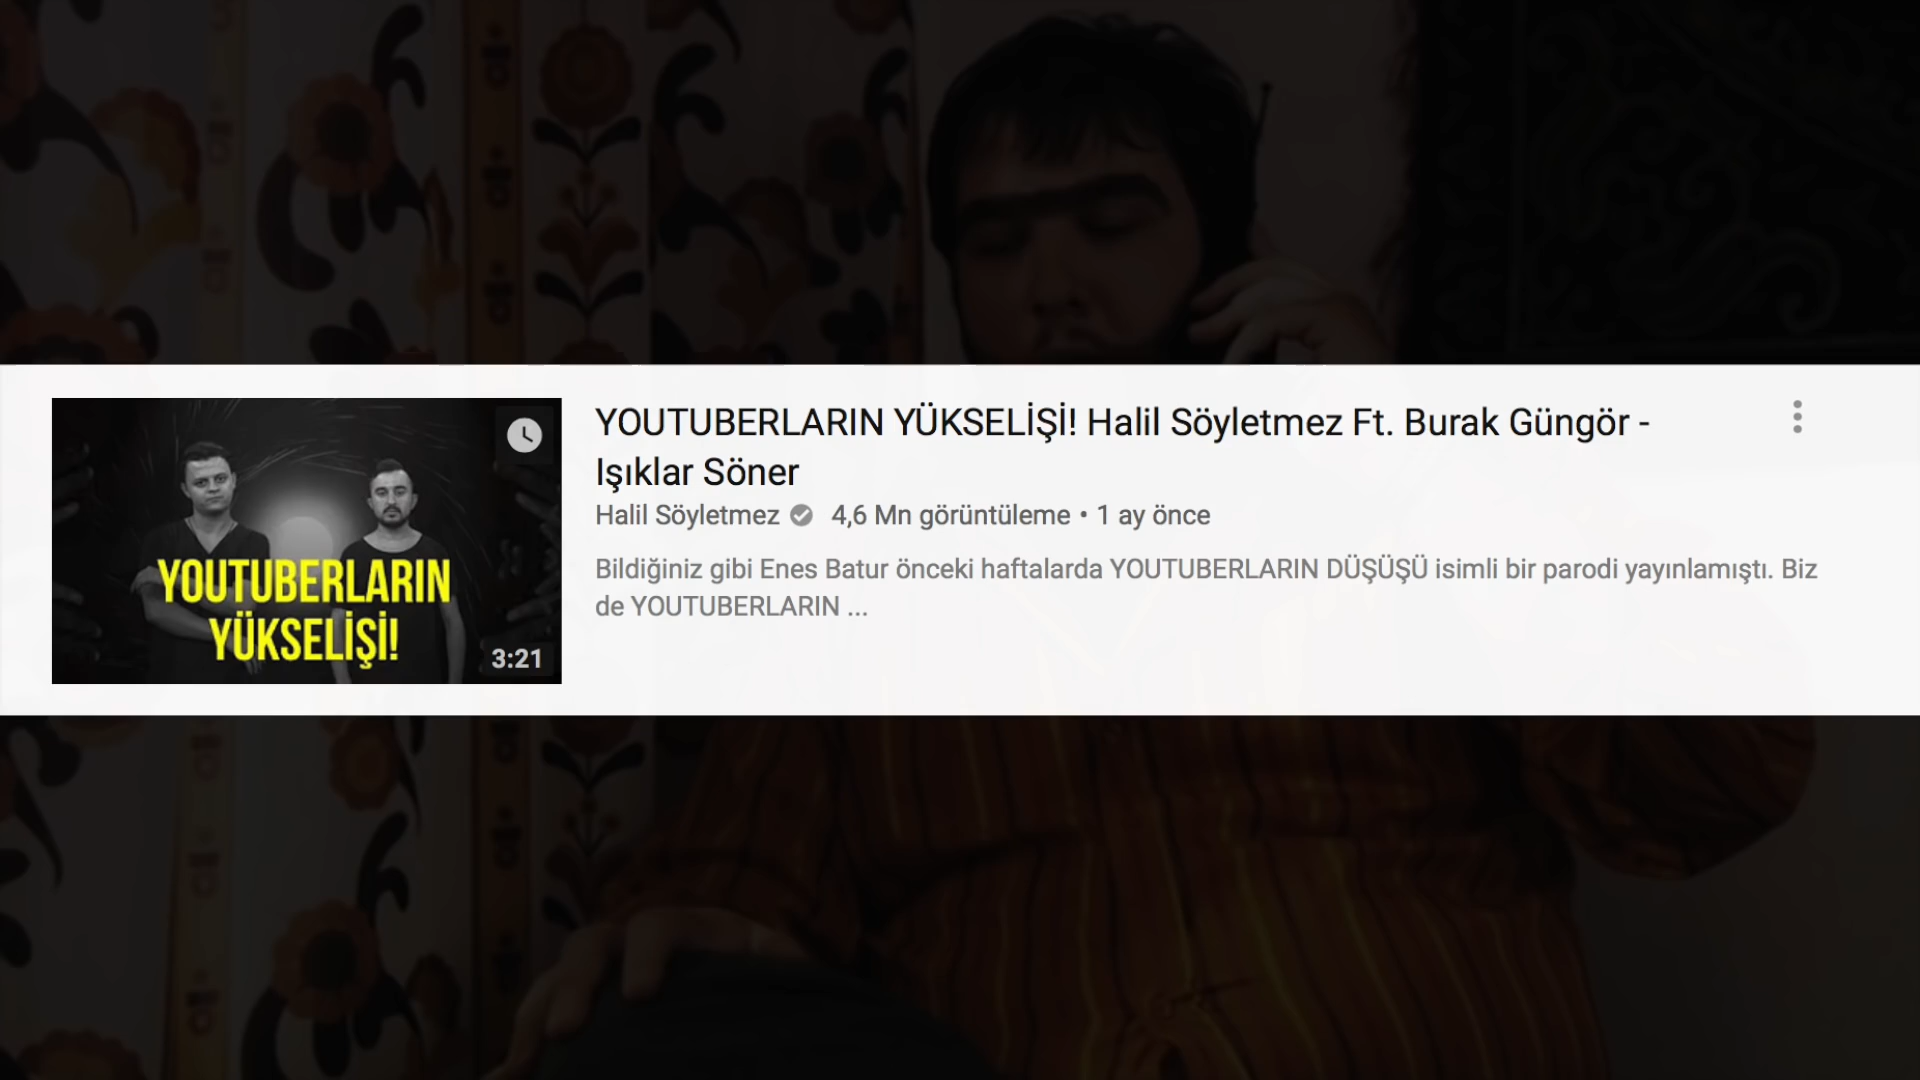 YOUTUBERLARIN YÜKSELİŞİ! Halil Söyletmez Ft. Burak Güngör -
Işıklar Söner
Halil Söyletmez 4,6 Mn görüntüleme • 1 ay önce
Bildiğiniz gibi Enes Batur önceki haftalarda YOUTUBERLARIN DÜŞÜŞÜ isimli bir parodi yayınlamıştı. Biz
de YOUTUBERLARIN ...
YOUTUBERLARIN
YÜKSELİŞİ!
3:21